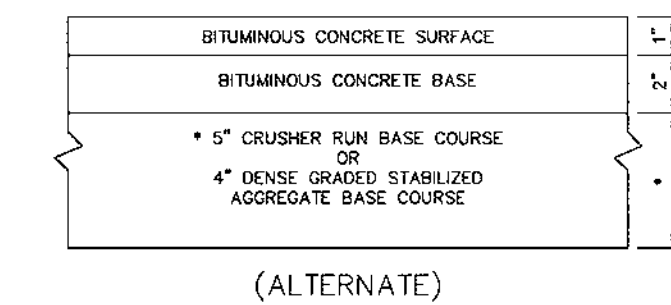 BITUMINOUS CONCRETE SURFACE
1"
BITUMINOUS CONCRETE BASE
2"
* 5" CRUSHER RUN BASE COURSE
OR
4" DENSE GRADED STABILIZED
AGGREGATE BASE COURSE
*
(ALTERNATE)